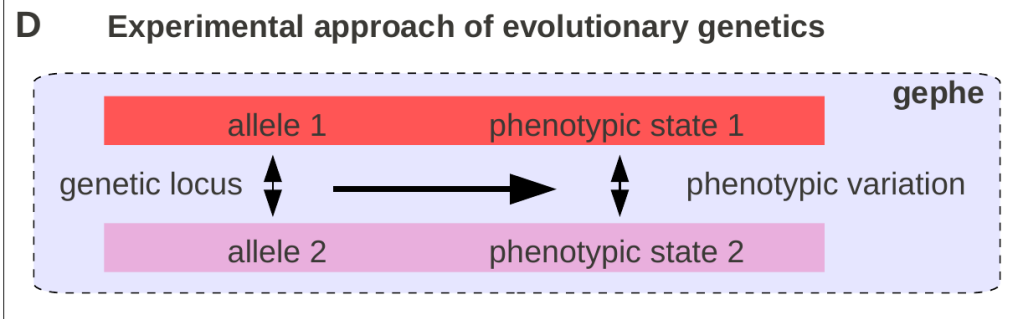 D Experimental approach of evolutionary genetics
gephe
allele 1 phenotypic state 1
genetic locus phenotypic variation
allele 2 phenotypic state 2